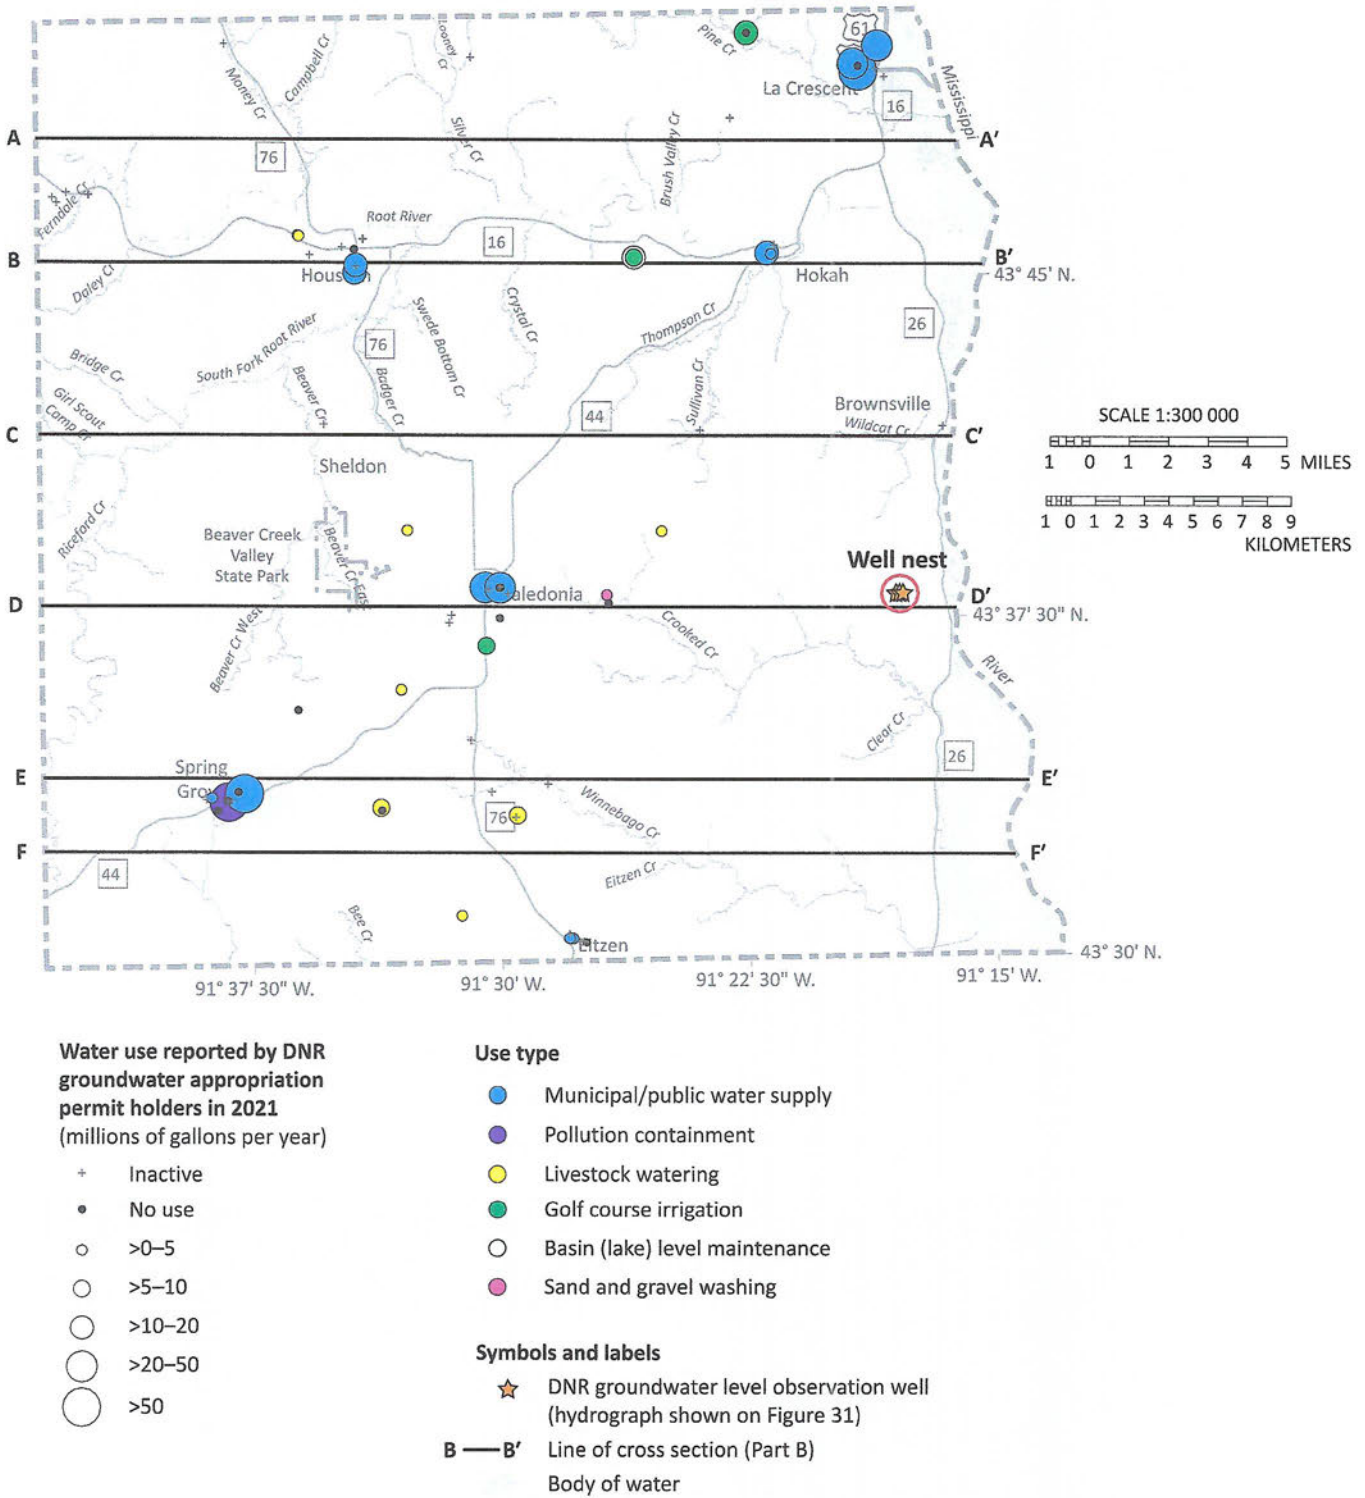 Pine Cr
61
La Crescent
Mississippi
16
Looney Cr
Campbell Cr
Money Cr
Silver Cr
Brush Valley Cr
A
A'
76
Ferndale Cr
Root River
16
B
B'
Houston
Hokah
43° 45' N.
Daley Cr
Crystal Cr
Swede Bottom Cr
Thompson Cr
26
South Fork Root River
76
Bridge Cr
Beaver Cr
Badger Cr
Sullivan Cr
Girl Scout
Camp Cr
44
Brownsville
Wildcat Cr
C
C'
SCALE 1:300 000
1 0 1 2 3 4 5 MILES
1 0 1 2 3 4 5 6 7 8 9
KILOMETERS
Sheldon
Riceford Cr
Beaver Creek
Valley
State Park
Beaver Cr East
Well nest
Caledonia
D
D'
43° 37' 30" N.
Beaver Cr West
Crooked Cr
River
Clear Cr
26
Spring
Grove
E
E'
76
Winnebago Cr
F
F'
44
Eitzen Cr
Bee Cr
Eitzen
43° 30' N.
91° 37' 30" W.
91° 30' W.
91° 22' 30" W.
91° 15' W.
Water use reported by DNR
groundwater appropriation
permit holders in 2021
(millions of gallons per year)
Inactive
No use
>0–5
>5–10
>10–20
>20–50
>50
Use type
Municipal/public water supply
Pollution containment
Livestock watering
Golf course irrigation
Basin (lake) level maintenance
Sand and gravel washing
Symbols and labels
DNR groundwater level observation well
(hydrograph shown on Figure 31)
B B' Line of cross section (Part B)
Body of water